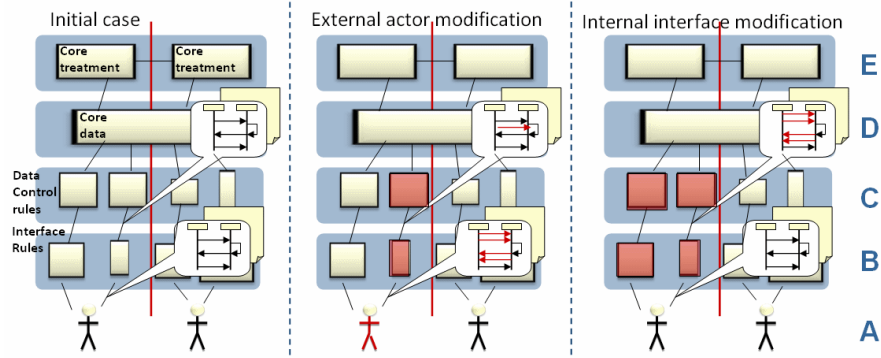 Initial case
External actor modification
Internal interface modification
Core
treatment
Core
treatment
E
Core
data
D
Data
Control
rules
C
Interface
Rules
B
A